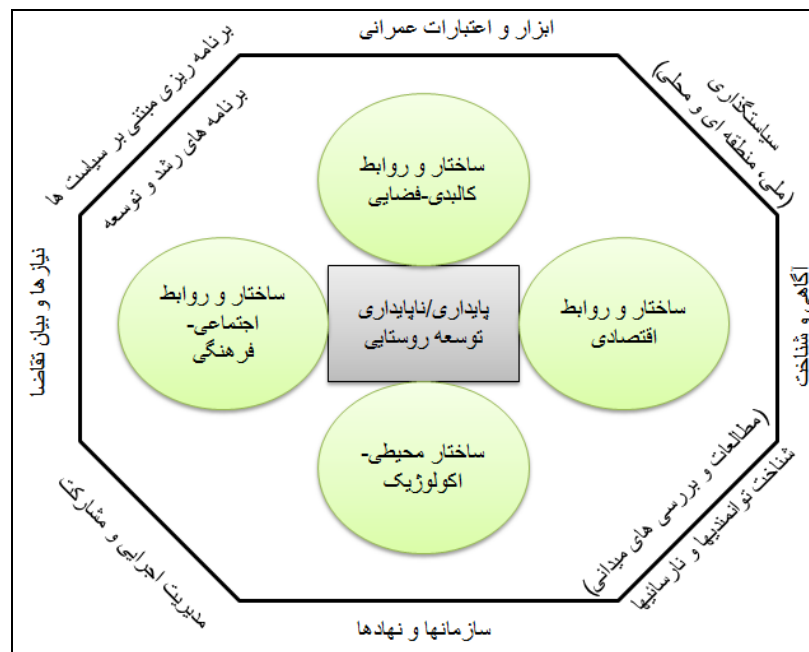 ابزار و اعتبارات عمرانی
سیاستگذاری
(ملی، منطقه ای و محلی)
برنامه ریزی مبتنی بر سیاست ها
برنامه های رشد و توسعه
ساختار و روابط
کالبدی-فضایی
آگاهی و شناخت
ساختار و روابط
اقتصادی
پایداری/ناپایداری
توسعه روستایی
ساختار و روابط
اجتماعی-
فرهنگی
نیازها و بیان تقاضا
ساختار محیطی-
اکولوژیک
شناخت توانمندیها و نارسائیها
(مطالعات و بررسی های میدانی)
مدیریت اجرایی و مشارکت
سازمانها و نهادها